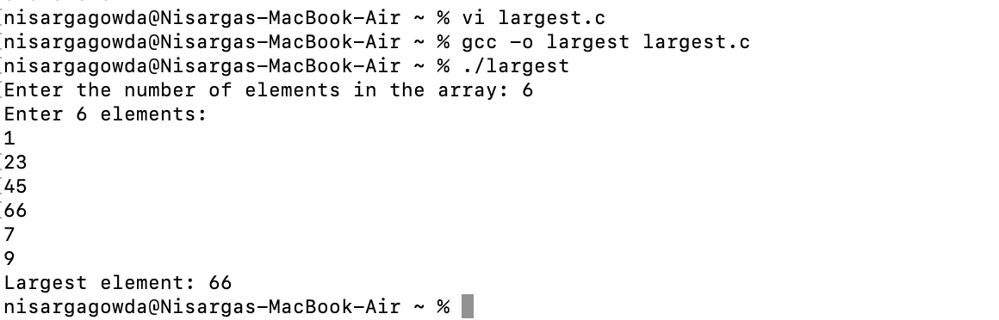 nisargagowda@Nisargas-MacBook-Air ~ % vi largest.c
nisargagowda@Nisargas-MacBook-Air ~ % gcc -o largest largest.c
nisargagowda@Nisargas-MacBook-Air ~ % ./largest
Enter the number of elements in the array: 6
Enter 6 elements:
1
23
45
66
7
9
Largest element: 66
nisargagowda@Nisargas-MacBook-Air ~ %